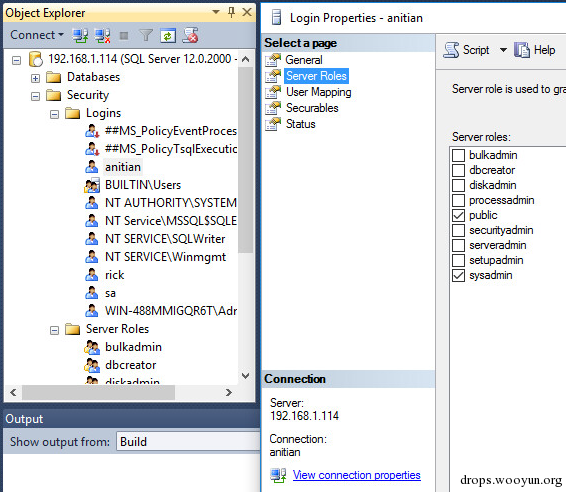 Object Explorer
Connect
192.168.1.114 (SQL Server 12.0.2000 -
Databases
Security
Logins
##MS_PolicyEventProces
##MS_PolicyTsqlExecutio
anitian
BUILTIN\Users
NT AUTHORITY\SYSTEM
NT Service\MSSQL$SQLE
NT SERVICE\SQLWriter
NT SERVICE\Winmgmt
rick
sa
WIN-488MMIGQR6T\Adr
Server Roles
bulkadmin
dbcreator
diskadmin
Output
Show output from: Build
Login Properties - anitian
Select a page
General
Server Roles
User Mapping
Securables
Status
Connection
Server:
192.168.1.114
Connection:
anitian
View connection properties
Script
Help
Server role is used to gra
Server roles:
bulkadmin
dbcreator
diskadmin
processadmin
public
securityadmin
serveradmin
setupadmin
sysadmin
drops.wooyun.org